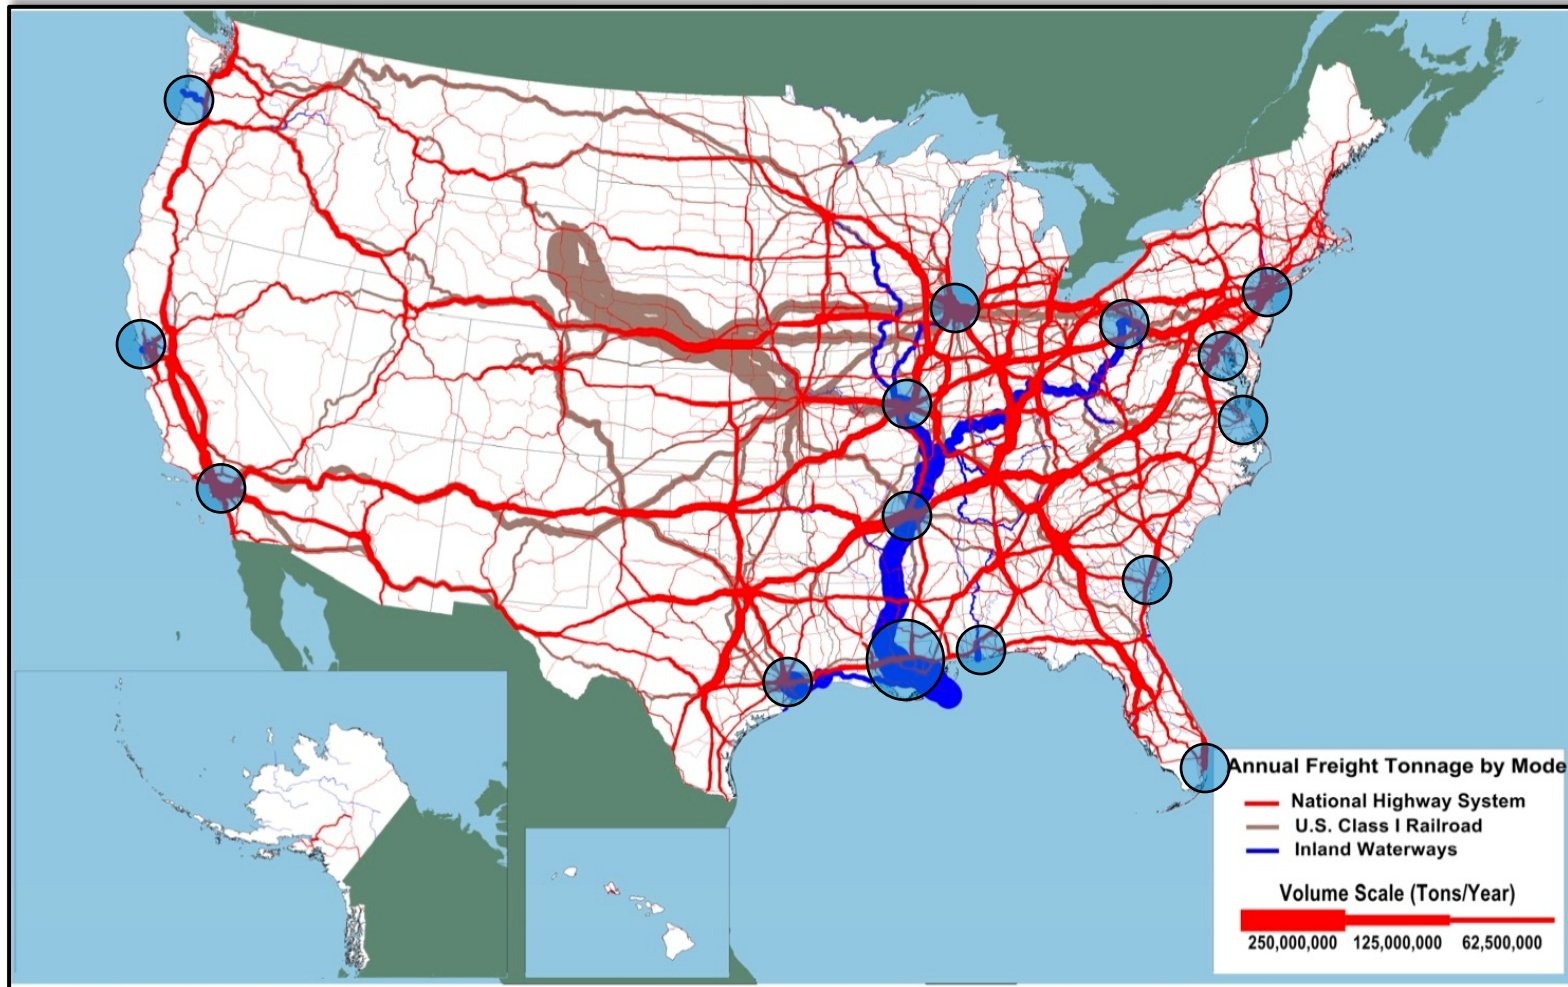 Annual Freight Tonnage by Mode
National Highway System
U.S. Class I Railroad
Inland Waterways
Volume Scale (Tons/Year)
250,000,000 125,000,000 62,500,000